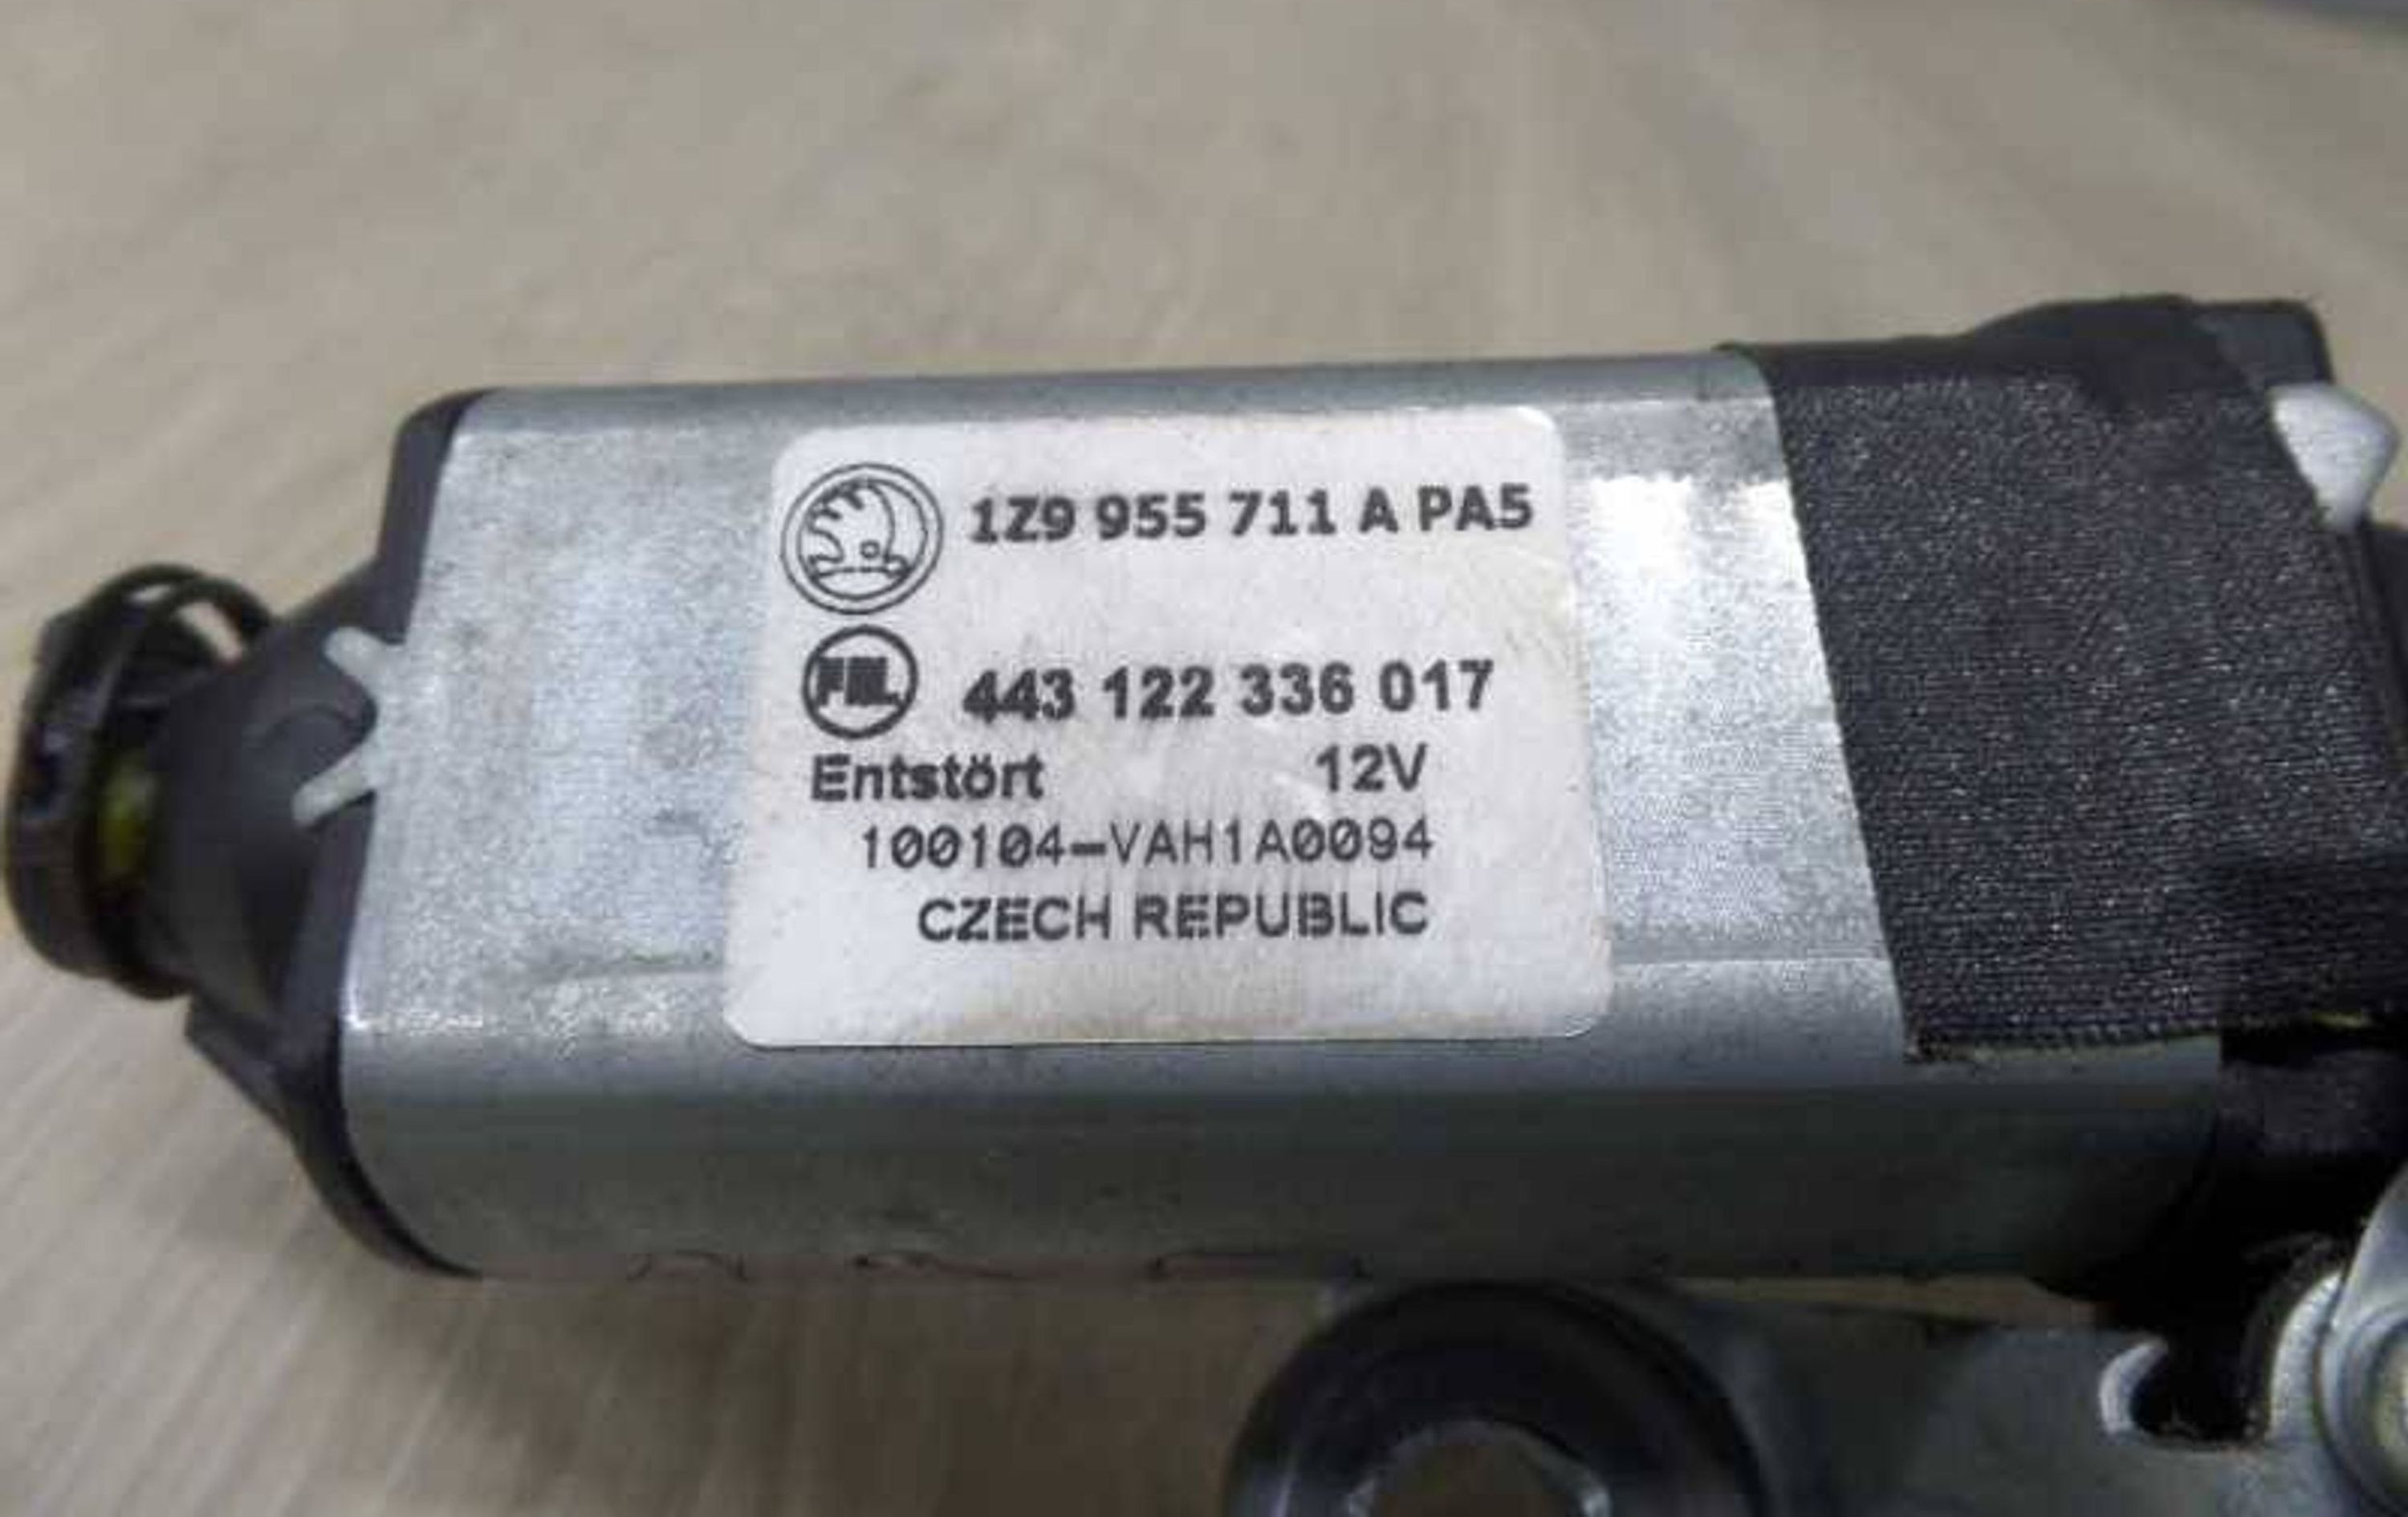 1Z9 955 711 A PA5
443 122 336 017
Entstört 12V
100104-VAH1A0094
CZECH REPUBLIC